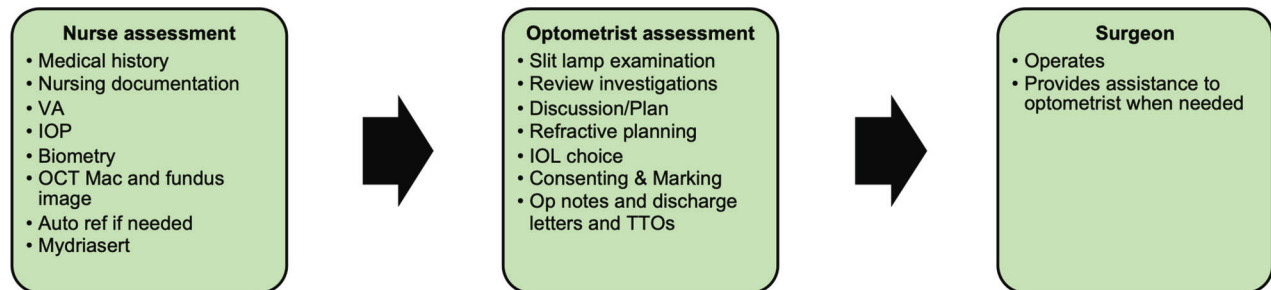 Nurse assessment
• Medical history
• Nursing documentation
• VA
• IOP
• Biometry
• OCT Mac and fundus
image
• Auto ref if needed
• Mydriasert
Optometrist assessment
• Slit lamp examination
• Review investigations
• Discussion/Plan
• Refractive planning
• IOL choice
• Consenting & Marking
• Op notes and discharge
letters and TTOs
Surgeon
• Operates
• Provides assistance to
optometrist when needed